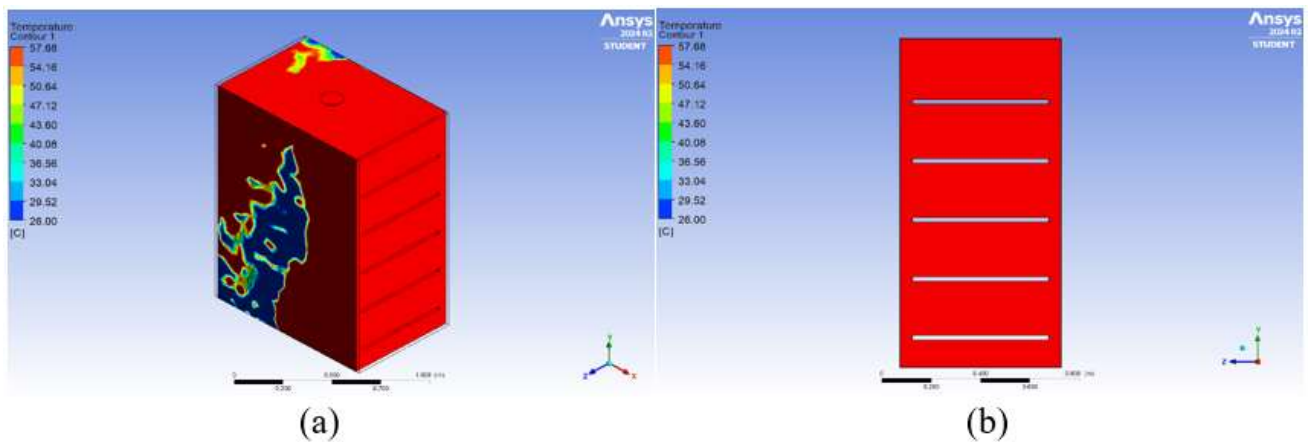 Temperature
Contour 1
57.68
54.16
50.64
47.12
43.60
40.08
36.56
33.04
29.52
26.00
[C]
Ansys
2024 R2
STUDENT
Y
Z
X
0
(a)
Temperature
Contour 1
57.68
54.16
50.64
47.12
43.60
40.08
36.56
33.04
29.52
26.00
[C]
Ansys
2024 R2
STUDENT
Y
Z
0
(b)